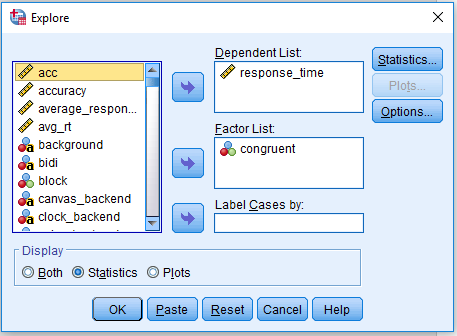 Explore
acc
accuracy
average_respon...
avg_rt
background
bidi
block
canvas_backend
clock_backend
Dependent List:
response_time
Factor List:
congruent
Label Cases by:
Statistics...
Plots...
Options...
Display
Both
Statistics
Plots
OK
Paste
Reset
Cancel
Help